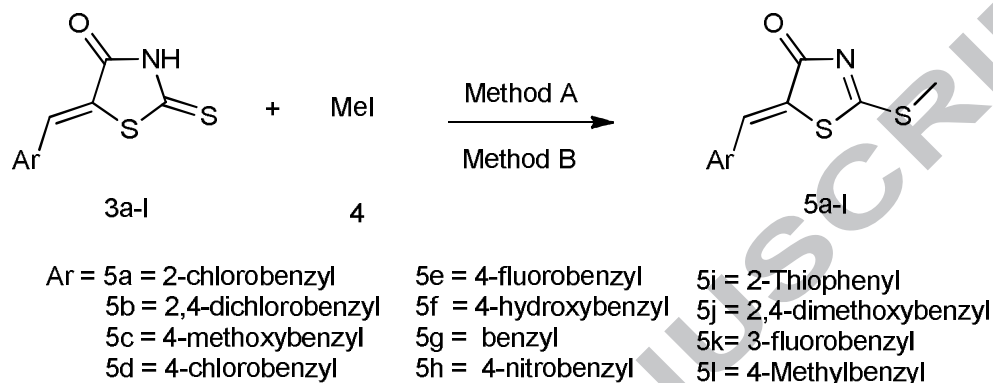 O
NH
S
S
Ar
3a-l
+
MeI
4
Method A
Method B
O
N
S
S
Ar
5a-l
Ar = 5a = 2-chlorobenzyl
5b = 2,4-dichlorobenzyl
5c = 4-methoxybenzyl
5d = 4-chlorobenzyl
5e = 4-fluorobenzyl
5f = 4-hydroxybenzyl
5g = benzyl
5h = 4-nitrobenzyl
5i = 2-Thiophenyl
5j = 2,4-dimethoxybenzyl
5k= 3-fluorobenzyl
5l = 4-Methylbenzyl
USCRI